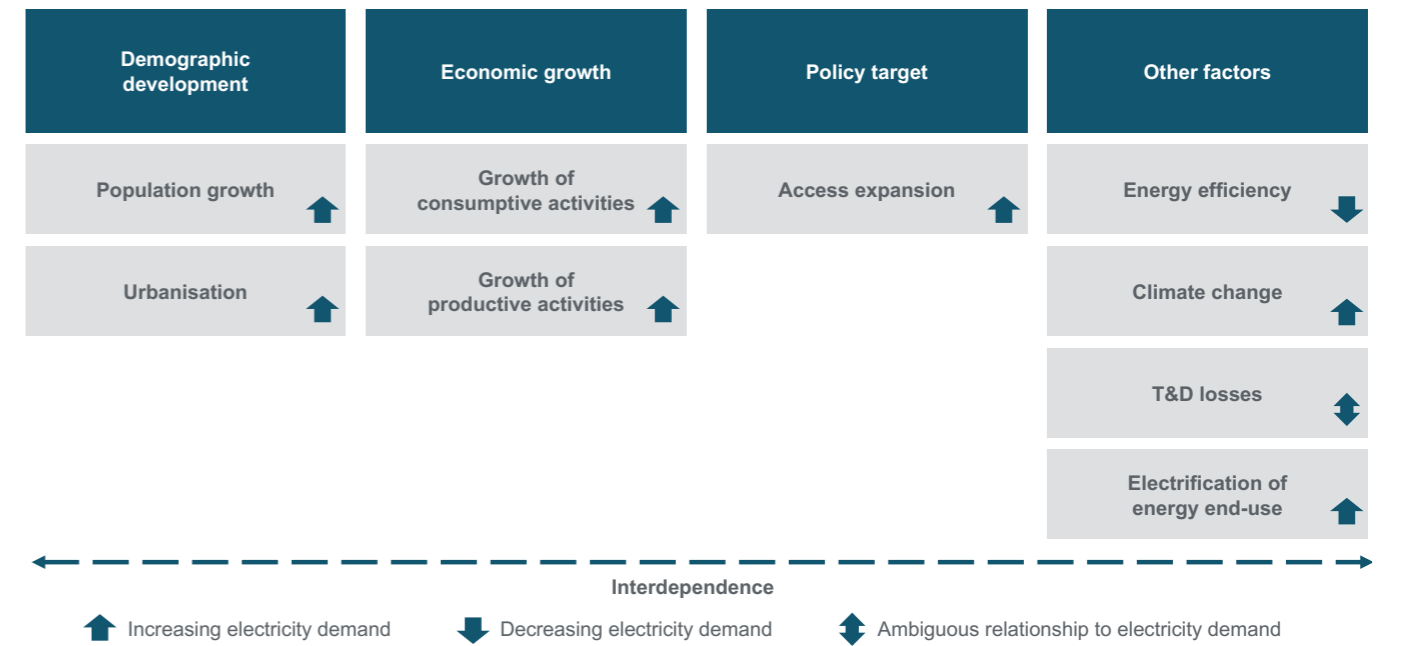 Demographic
development
Economic growth
Policy target
Other factors
Population growth
Growth of
consumptive activities
Access expansion
Energy efficiency
Urbanisation
Growth of
productive activities
Climate change
T&D losses
Electrification of
energy end-use
Interdependence
Increasing electricity demand
Decreasing electricity demand
Ambiguous relationship to electricity demand